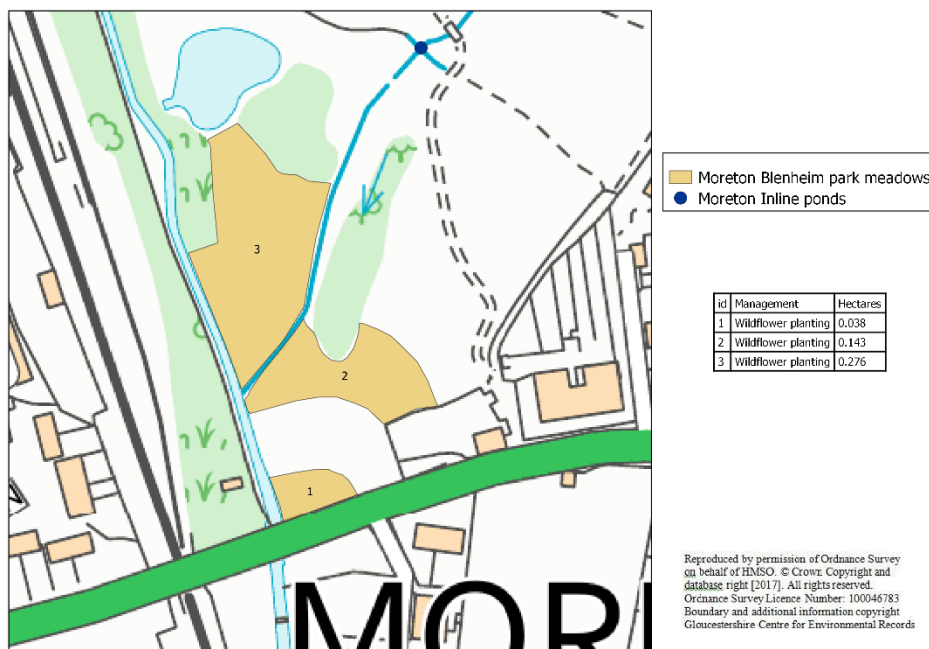 3
2
1
MOR
Moreton Blenheim park meadows
Moreton Inline ponds
id Management Hectares
1 Wildflower planting 0.038
2 Wildflower planting 0.143
3 Wildflower planting 0.276
Reproduced by permission of Ordnance Survey
on behalf of HMSO. © Crown Copyright and
database right [2017]. All rights reserved.
Ordnance Survey Licence Number: 100046783
Boundary and additional information copyright
Gloucestershire Centre for Environmental Records